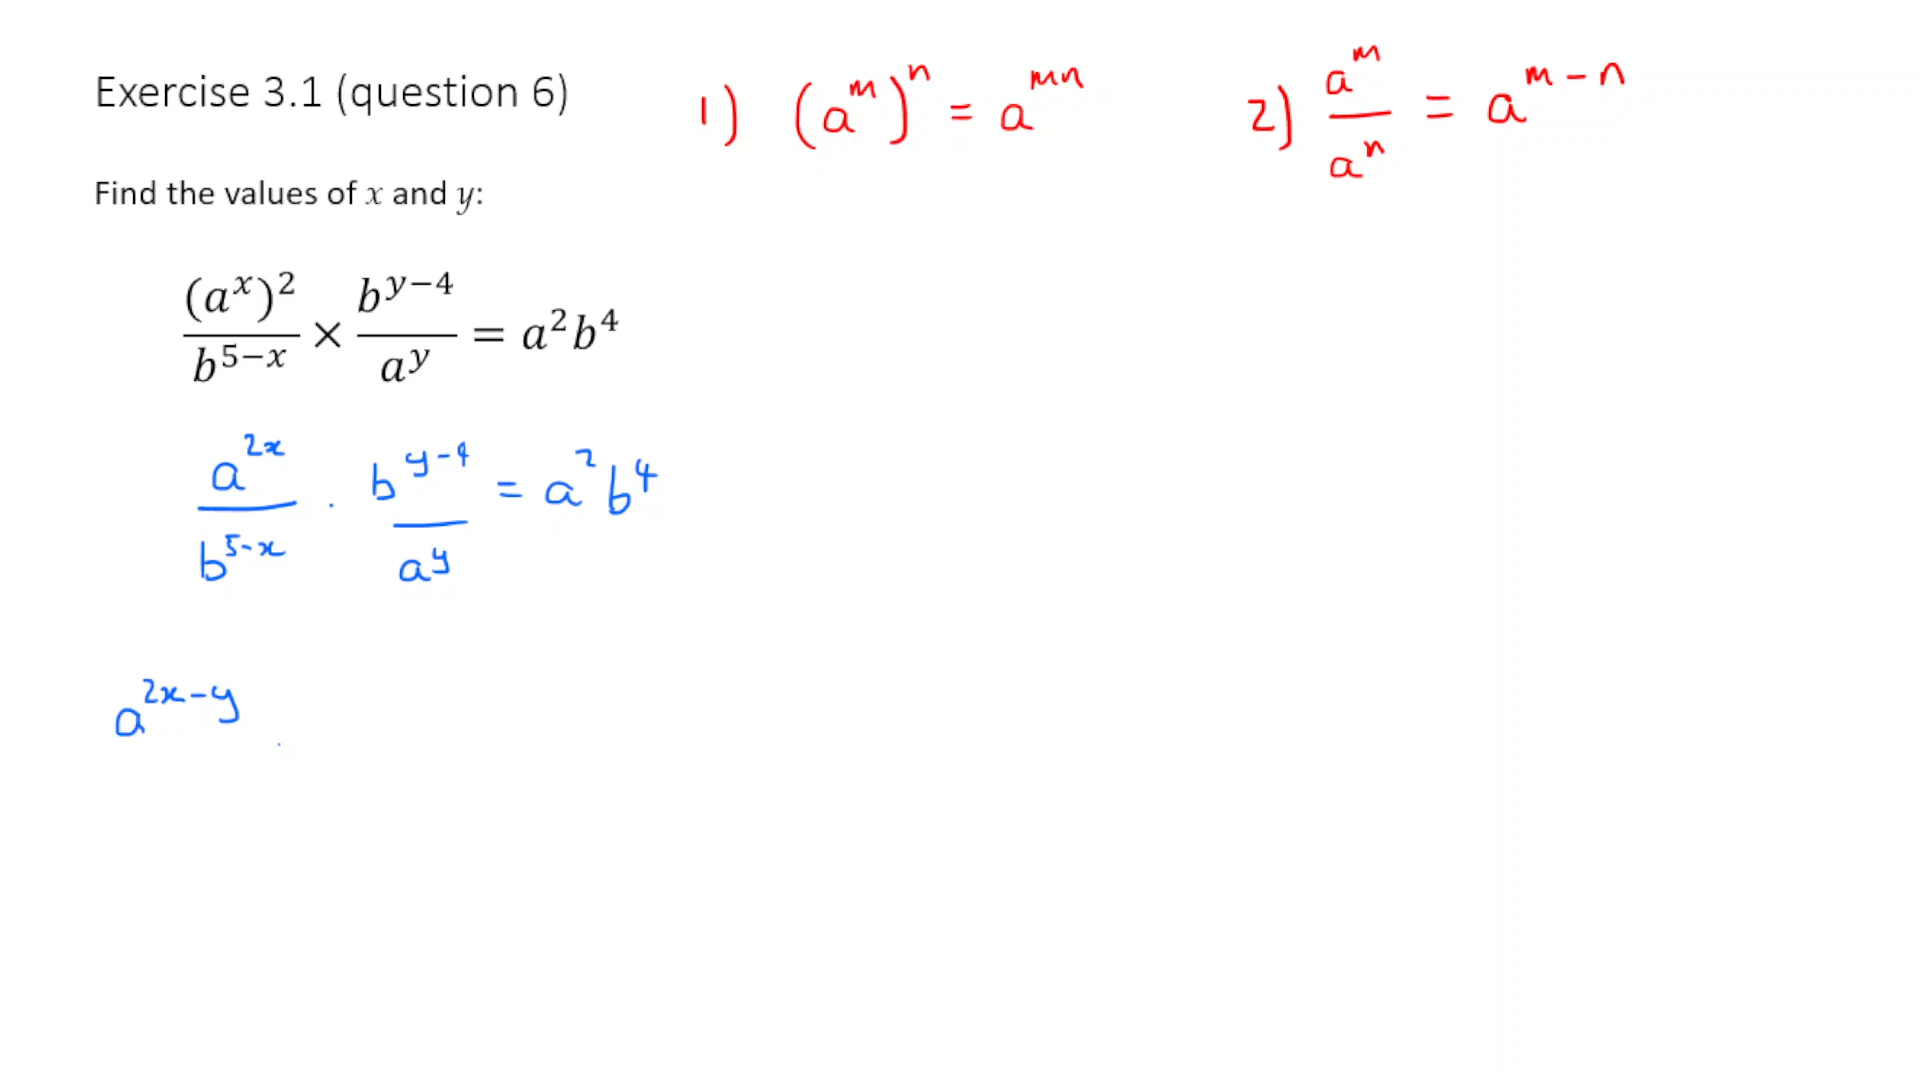 Exercise 3.1 (question 6)
1) (a^m)^n = a^{mn}
2) a^m / a^n = a^{m-n}
Find the values of x and y:
(a^x)^2 / b^{5−x} × b^{y−4} / a^y = a^2b^4
a^{2x} / b^{5-x} . b^{y-4} / a^y = a^2 b^4
a^{2x-y}